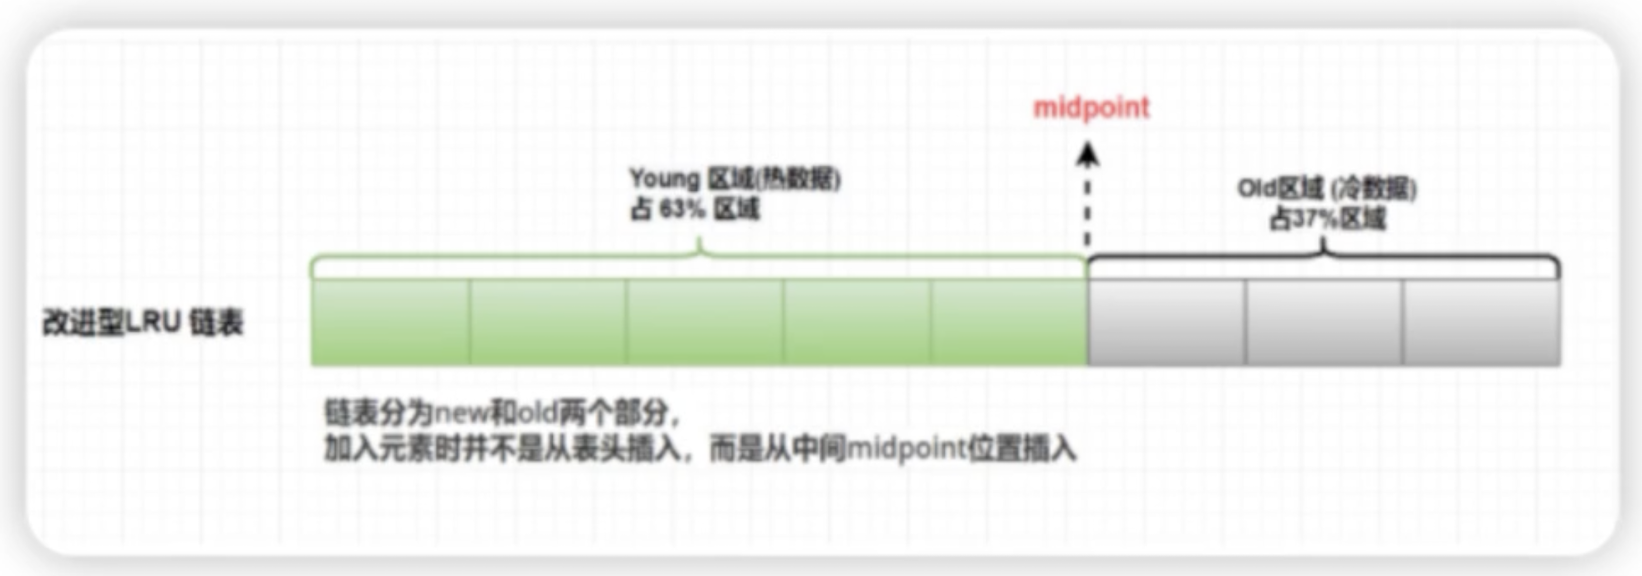 midpoint
Young 区域(热数据)
占 63% 区域
Old区域 (冷数据)
占37%区域
改进型LRU 链表
链表分为new和old两个部分，
加入元素时并不是从表头插入，而是从中间midpoint位置插入